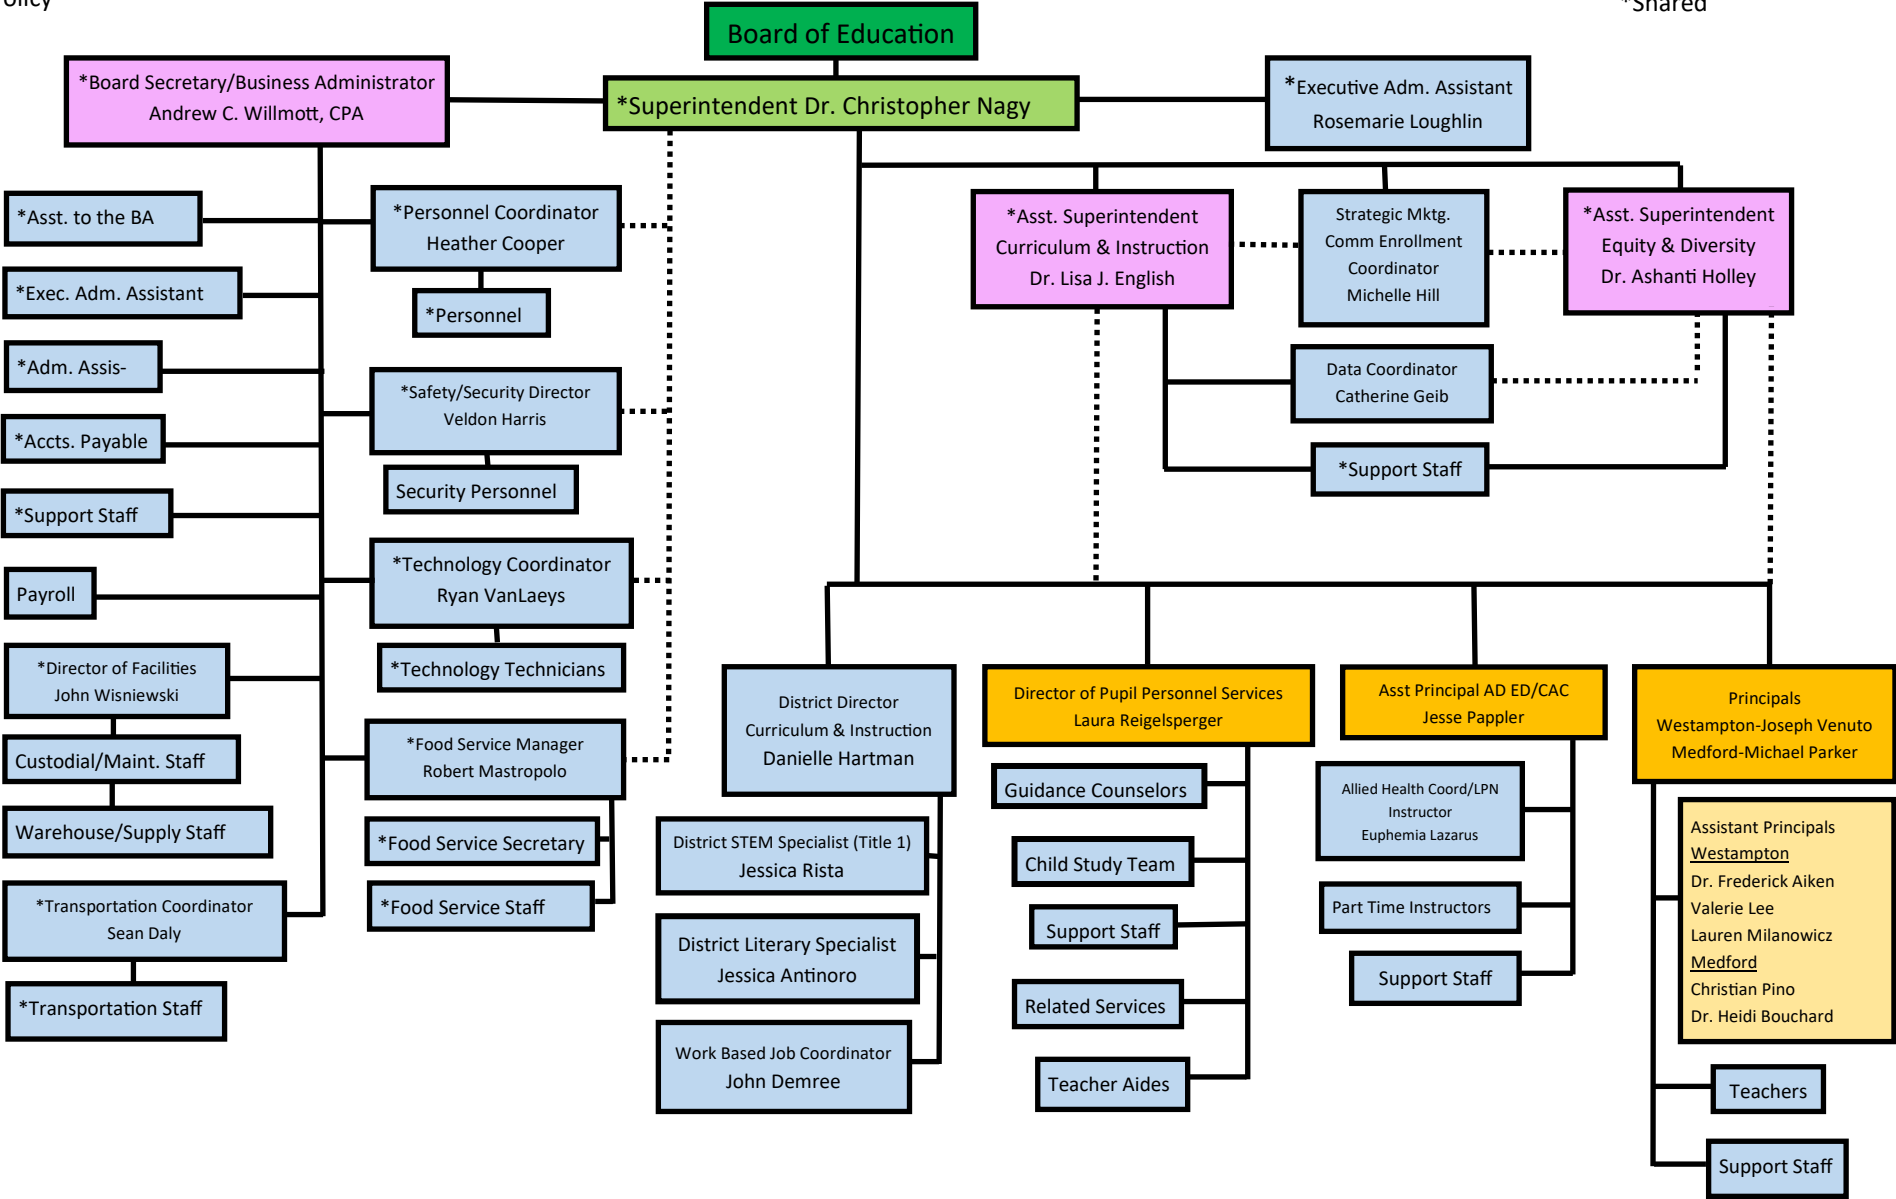 *Shared
Board of Education
*Board Secretary/Business Administrator
Andrew C. Willmott, CPA
*Superintendent Dr. Christopher Nagy
*Executive Adm. Assistant
Rosemarie Loughlin
*Asst. to the BA
*Exec. Adm. Assistant
*Adm. Assis-
*Accts. Payable
*Support Staff
Payroll
*Director of Facilities
John Wisniewski
Custodial/Maint. Staff
Warehouse/Supply Staff
*Transportation Coordinator
Sean Daly
*Transportation Staff
*Personnel Coordinator
Heather Cooper
*Personnel
*Safety/Security Director
Veldon Harris
Security Personnel
*Technology Coordinator
Ryan VanLaeys
*Technology Technicians
*Food Service Manager
Robert Mastropolo
*Food Service Secretary
*Food Service Staff
*Asst. Superintendent
Curriculum & Instruction
Dr. Lisa J. English
Strategic Mktg.
Comm Enrollment
Coordinator
Michelle Hill
*Asst. Superintendent
Equity & Diversity
Dr. Ashanti Holley
Data Coordinator
Catherine Geib
*Support Staff
District Director
Curriculum & Instruction
Danielle Hartman
District STEM Specialist (Title 1)
Jessica Rista
District Literary Specialist
Jessica Antinoro
Work Based Job Coordinator
John Demree
Director of Pupil Personnel Services
Laura Reigelsperger
Guidance Counselors
Child Study Team
Support Staff
Related Services
Teacher Aides
Asst Principal AD ED/CAC
Jesse Pappler
Allied Health Coord/LPN
Instructor
Euphemia Lazarus
Part Time Instructors
Support Staff
Principals
Westampton-Joseph Venuto
Medford-Michael Parker
Assistant Principals
Westampton
Dr. Frederick Aiken
Valerie Lee
Lauren Milanowicz
Medford
Christian Pino
Dr. Heidi Bouchard
Teachers
Support Staff